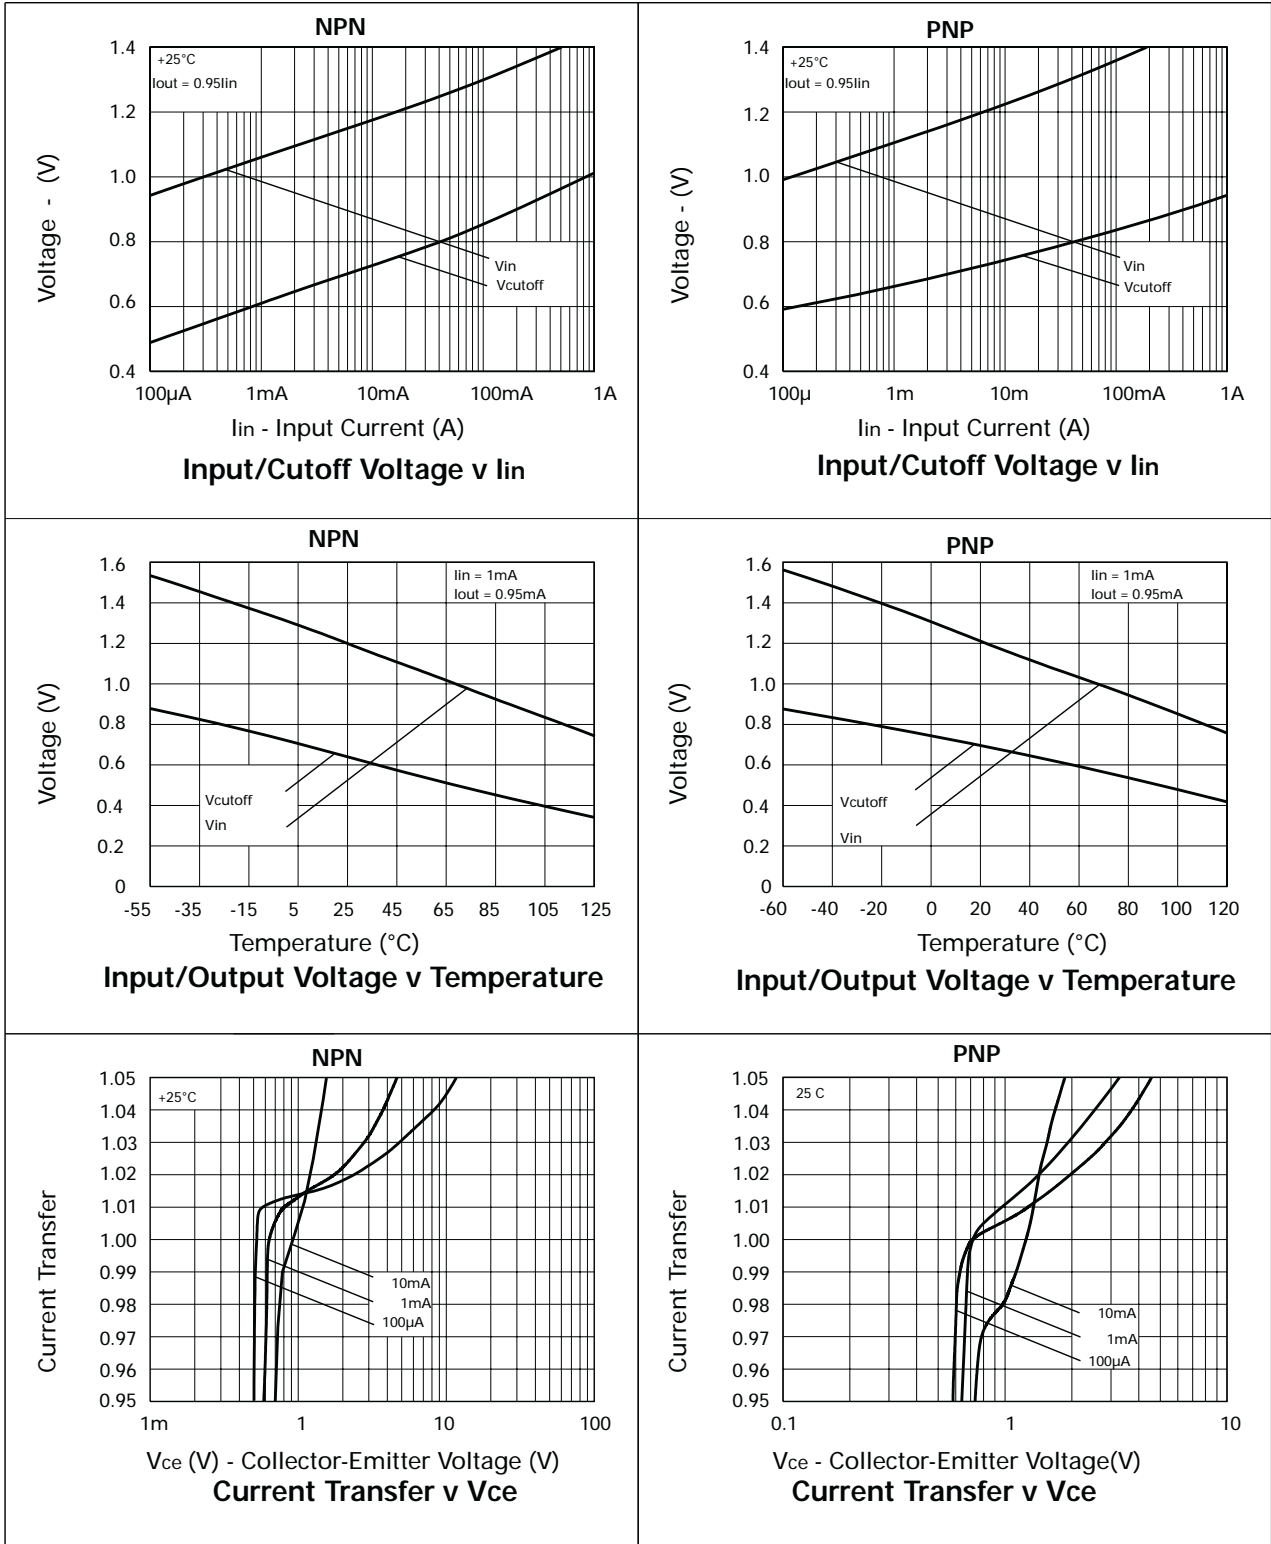 NPN
1.4
1.2
1.0
0.8
0.6
0.4
+25°C
Iout = 0.95Iin
Vin
Vcutoff
Voltage - (V)
100µA 1mA 10mA 100mA 1A
Iin - Input Current (A)
Input/Cutoff Voltage v Iin
PNP
1.4
1.2
1.0
0.8
0.6
0.4
+25°C
Iout = 0.95Iin
Vin
Vcutoff
Voltage - (V)
100µ 1m 10m 100mA 1A
Iin - Input Current (A)
Input/Cutoff Voltage v Iin
NPN
1.6
1.4
1.2
1.0
0.8
0.6
0.4
0.2
0
Iin = 1mA
Iout = 0.95mA
Vcutoff
Vin
Voltage (V)
-55 -35 -15 5 25 45 65 85 105 125
Temperature (°C)
Input/Output Voltage v Temperature
PNP
1.6
1.4
1.2
1.0
0.8
0.6
0.4
0.2
0
Iin = 1mA
Iout = 0.95mA
Vcutoff
Vin
Voltage (V)
-60 -40 -20 0 20 40 60 80 100 120
Temperature (°C)
Input/Output Voltage v Temperature
NPN
1.05
1.04
1.03
1.02
1.01
1.00
0.99
0.98
0.97
0.96
0.95
+25°C
10mA
1mA
100µA
Current Transfer
1m 1 10 100
Vce (V) - Collector-Emitter Voltage (V)
Current Transfer v Vce
PNP
1.05
1.04
1.03
1.02
1.01
1.00
0.99
0.98
0.97
0.96
0.95
25 C
10mA
1mA
100µA
Current Transfer
0.1 1 10
Vce - Collector-Emitter Voltage(V)
Current Transfer v Vce